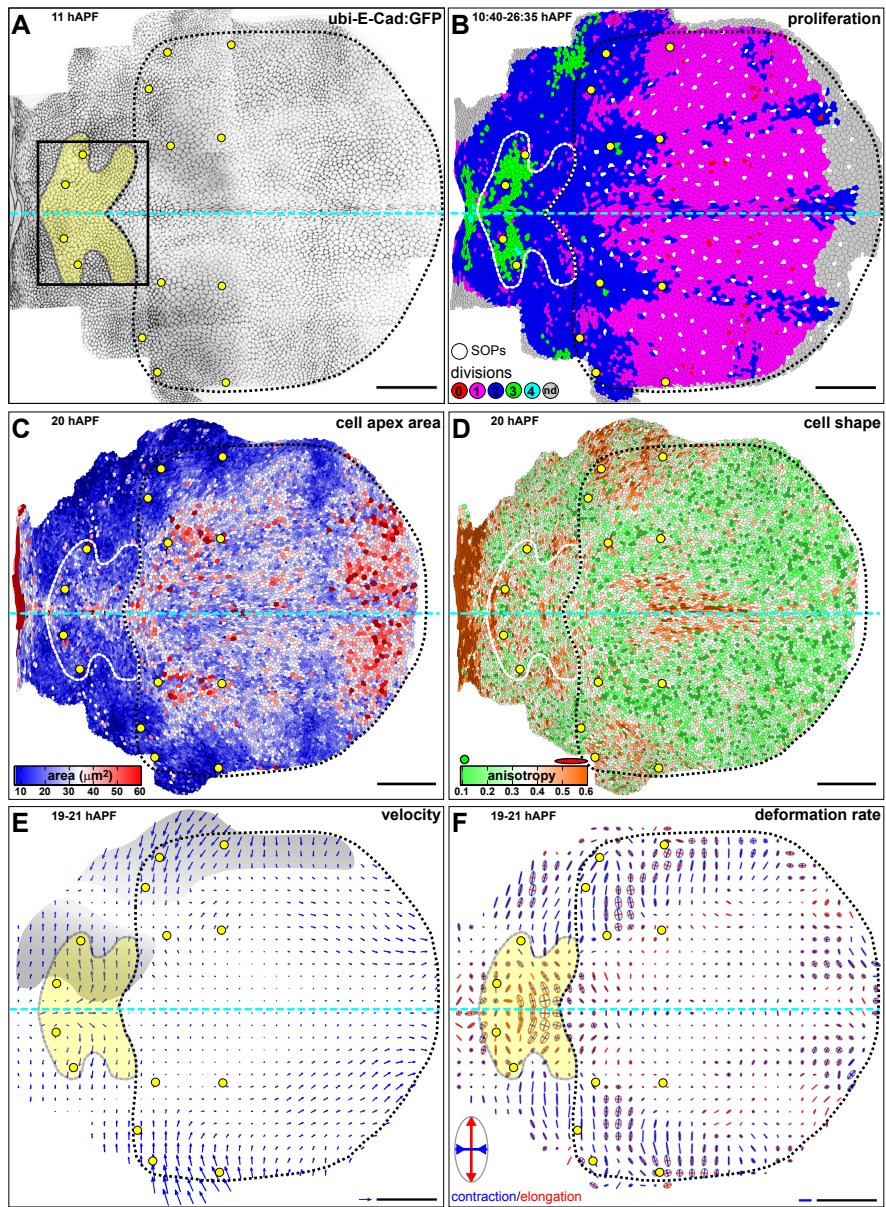 A 11 hAPF ubi-E-Cad:GFP
B 10:40-26:35 hAPF proliferation
SOPs
divisions
0 1 2 3 4 nd
C 20 hAPF cell apex area
area (μm²)
10 20 30 40 50 60
D 20 hAPF cell shape
anisotropy
0.1 0.2 0.3 0.4 0.5 0.6
E 19-21 hAPF velocity
F 19-21 hAPF deformation rate
contraction/elongation